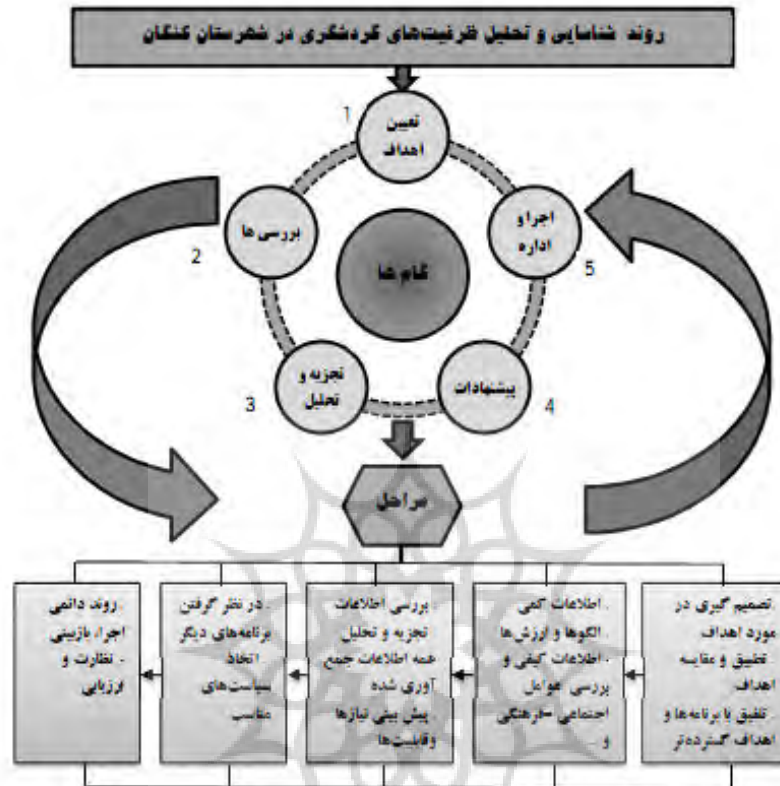 روند شناسایی و تحلیل ظرفیت‌های گردشگری در شهرستان کنگان
1
تعیین
اهداف
2
بررسی ها
3
تجزیه و
تحلیل
4
پیشنهادات
5
اجرا و
اداره
گام ها
مراحل
.تصمیم گیری در
مورد اهداف
. تطبیق و مقایسه
اهداف.
. تلفیق با برنامه‌ها و
اهداف گسترده‌تر
. اطلاعات کمی
. الگوها و ارزش‌ها
. اطلاعات کیفی و
بررسی عوامل
اجتماعی -فرهنگی
و ..
. بررسی اطلاعات
. تجزیه و تحلیل
همه اطلاعات جمع
آوری شده
. پیش بینی نیازها
وقابلیت‌ها
. در نظر گرفتن
برنامه‌های دیگر
. اتخاذ
سیاست‌های
مناسب
. روند دائمی
اجرا، بازبینی
. نظارت و
ارزیابی